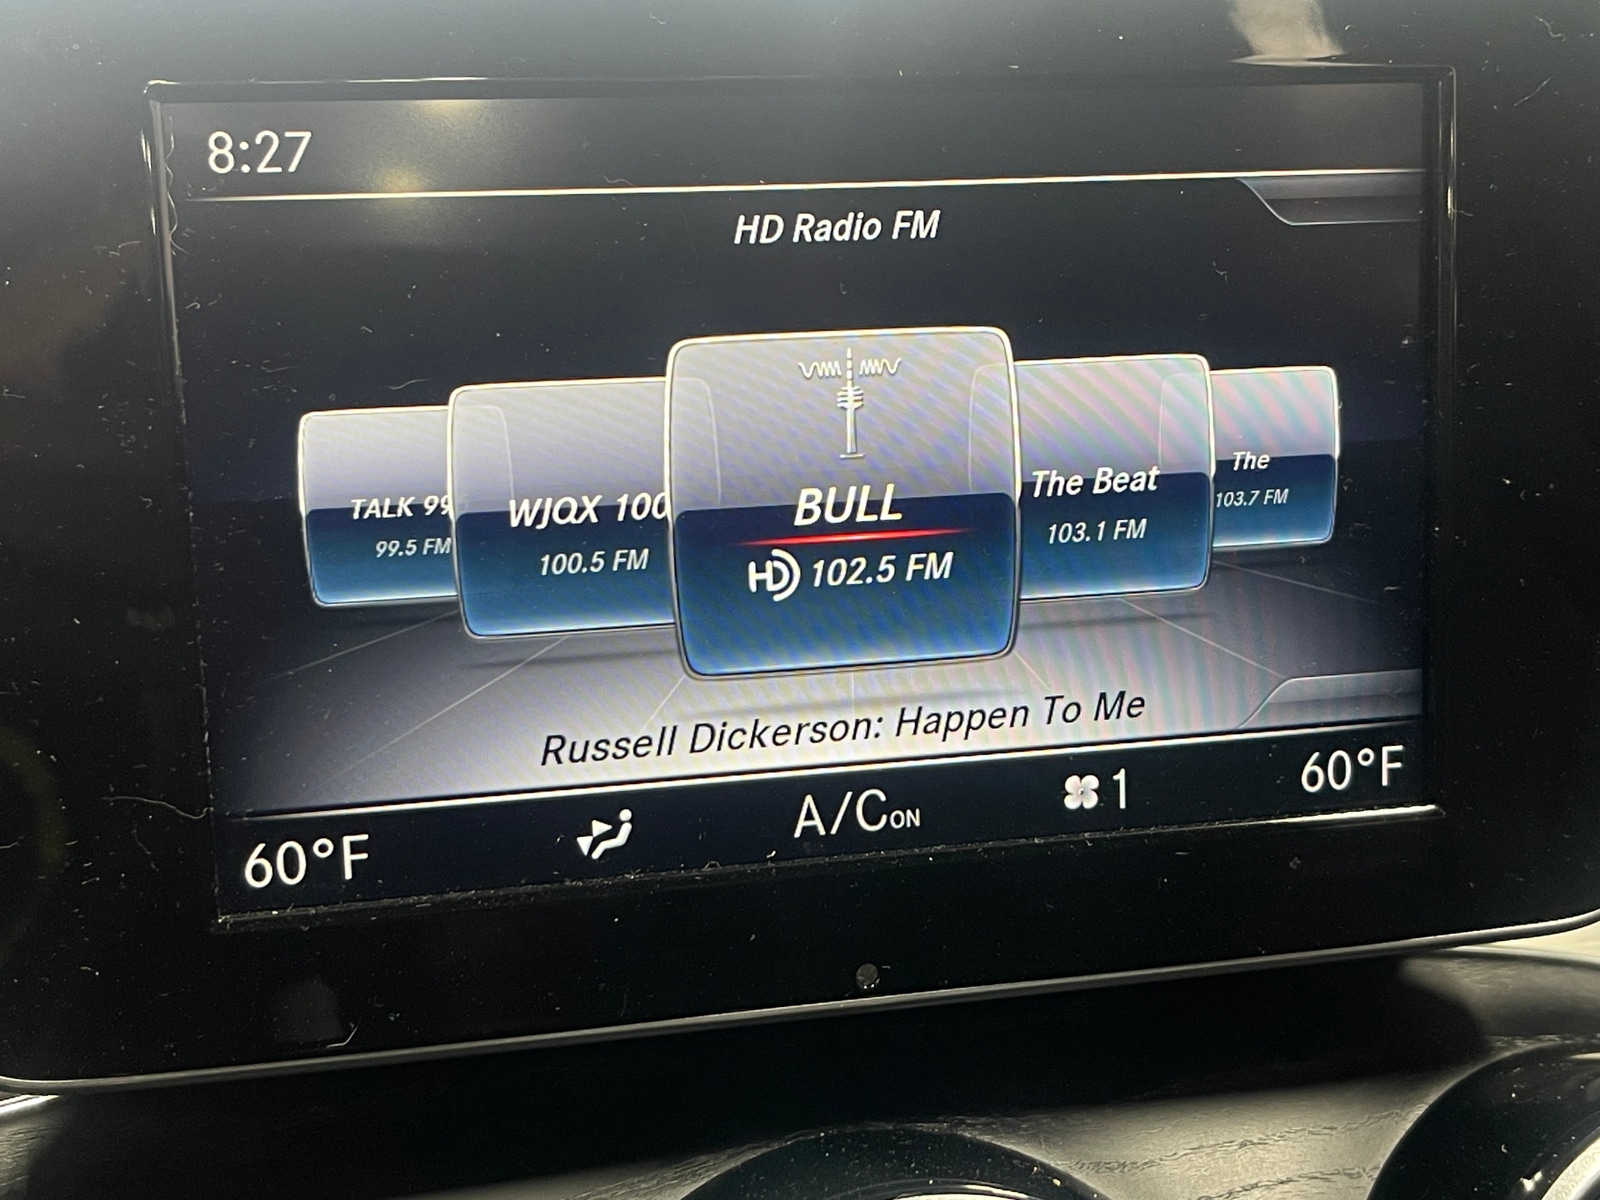 8:27
HD Radio FM
TALK 99
99.5 FM
WJQX 100
100.5 FM
BULL
HD 102.5 FM
The Beat
103.1 FM
The
103.7 FM
Russell Dickerson: Happen To Me
60°F
A/C ON
1
60°F